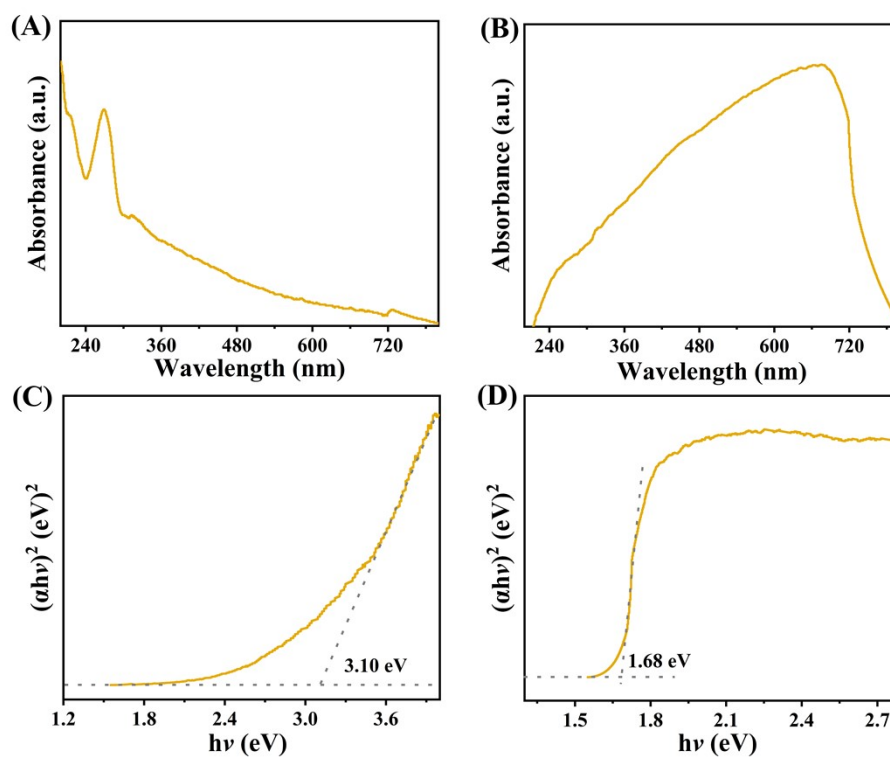 (A)
Absorbance (a.u.)
240 360 480 600 720
Wavelength (nm)
(B)
Absorbance (a.u.)
240 360 480 600 720
Wavelength (nm)
(C)
(αhν)² (eV)²
3.10 eV
1.2 1.8 2.4 3.0 3.6
hν (eV)
(D)
(αhν)² (eV)²
1.68 eV
1.5 1.8 2.1 2.4 2.7
hν (eV)